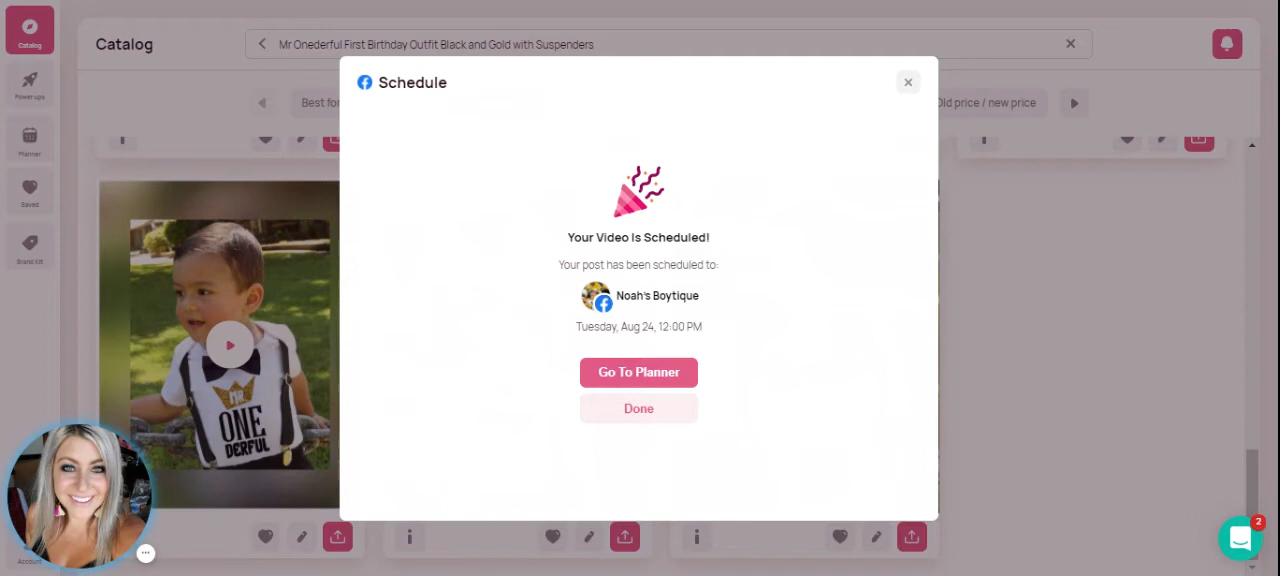 Catalog
Mr Onederful First Birthday Outfit Black and Gold with Suspenders
Catalog
Power ups
Planner
Saved
Brand Kit
Account
Best for
Old price / new price
Schedule
Your Video Is Scheduled!
Your post has been scheduled to:
Noah's Boytique
Tuesday, Aug 24, 12:00 PM
Go To Planner
Done
MR
ONE
DERFUL
2